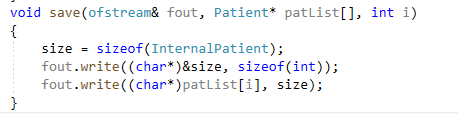 void save(ofstream& fout, Patient* patList[], int i)
{
size = sizeof(InternalPatient);
fout.write((char*)&size, sizeof(int));
fout.write((char*)patList[i], size);
}